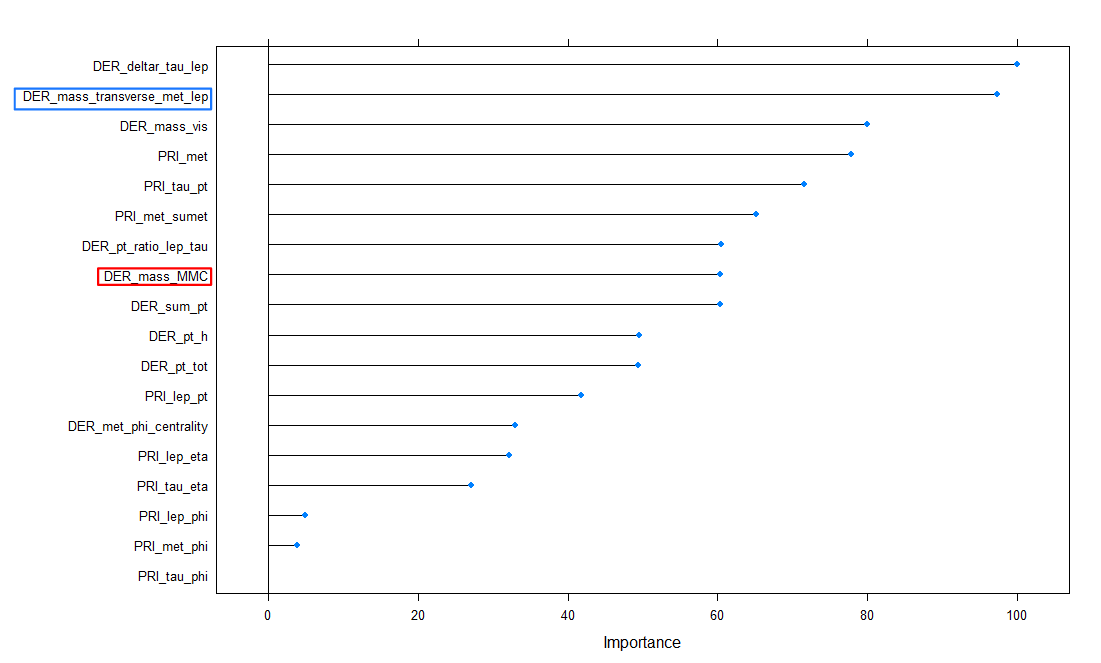 DER_deltar_tau_lep
DER_mass_transverse_met_lep
DER_mass_vis
PRI_met
PRI_tau_pt
PRI_met_sumet
DER_pt_ratio_lep_tau
DER_mass_MMC
DER_sum_pt
DER_pt_h
DER_pt_tot
PRI_lep_pt
DER_met_phi_centrality
PRI_lep_eta
PRI_tau_eta
PRI_lep_phi
PRI_met_phi
PRI_tau_phi
0 20 40 60 80 100
Importance